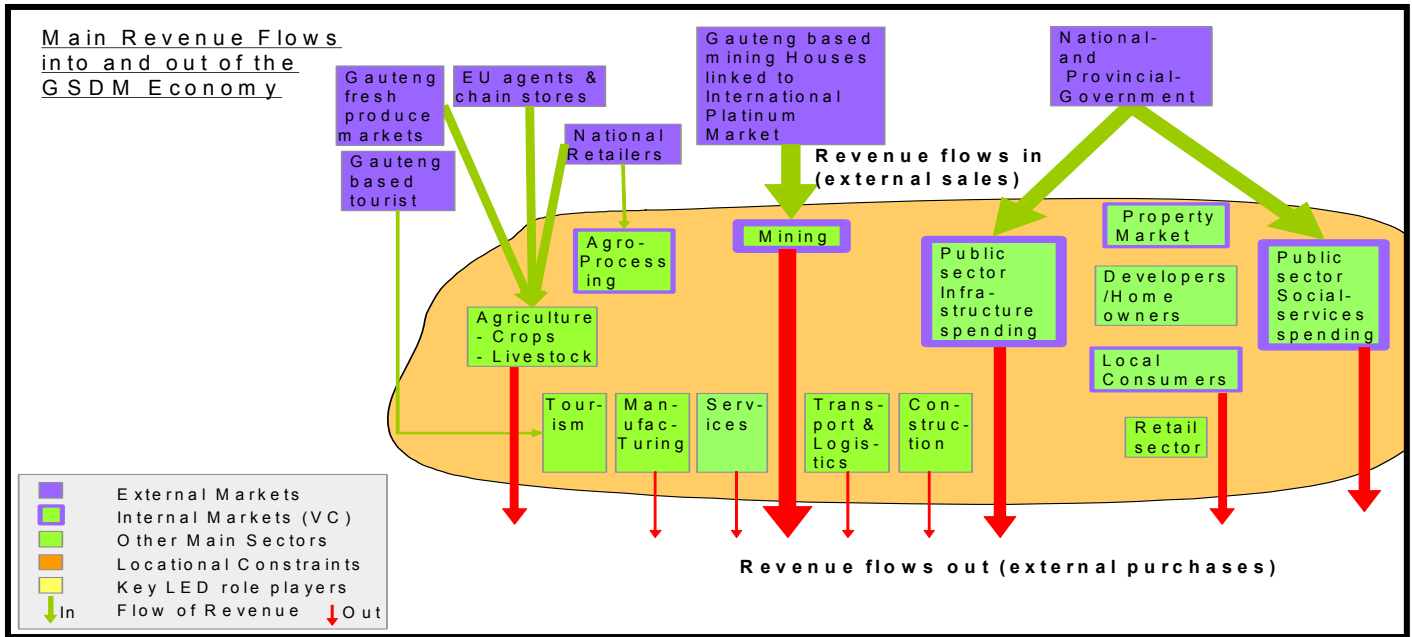 Main Revenue Flows
into and out of the
GSDM Economy
Gauteng
fresh
produce
markets
EU agents &
chain stores
National
Retailers
Gauteng
based
tourist
Gauteng based
mining Houses
linked to
International
Platinum
Market
National-
and
Provincial-
Government
Revenue flows in
(external sales)
Agro-
Process
ing
Mining
Public
sector
Infra-
structure
spending
Property
Market
Developers
/Home
owners
Public
sector
Social-
services
spending
Agriculture
- Crops
- Livestock
Local
Consumers
Tour-
ism
Man-
ufac-
Turing
Serv-
ices
Trans-
port &
Logis-
tics
Con-
struc-
tion
Retail
sector
External Markets
Internal Markets (VC)
Other Main Sectors
Locational Constraints
Key LED role players
In Flow of Revenue Out
Revenue flows out (external purchases)